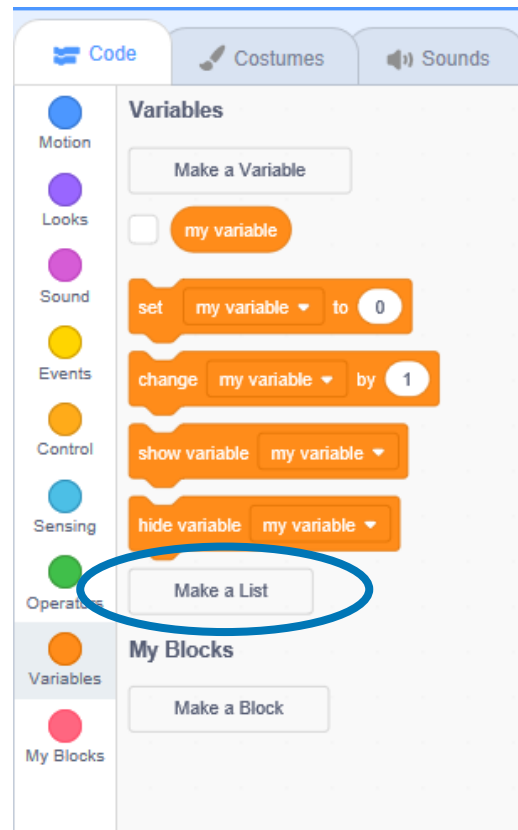 Code
Costumes
Sounds
Motion
Looks
Sound
Events
Control
Sensing
Operators
Variables
My Blocks
Variables
Make a Variable
my variable
set my variable to 0
change my variable by 1
show variable my variable
hide variable my variable
Make a List
My Blocks
Make a Block